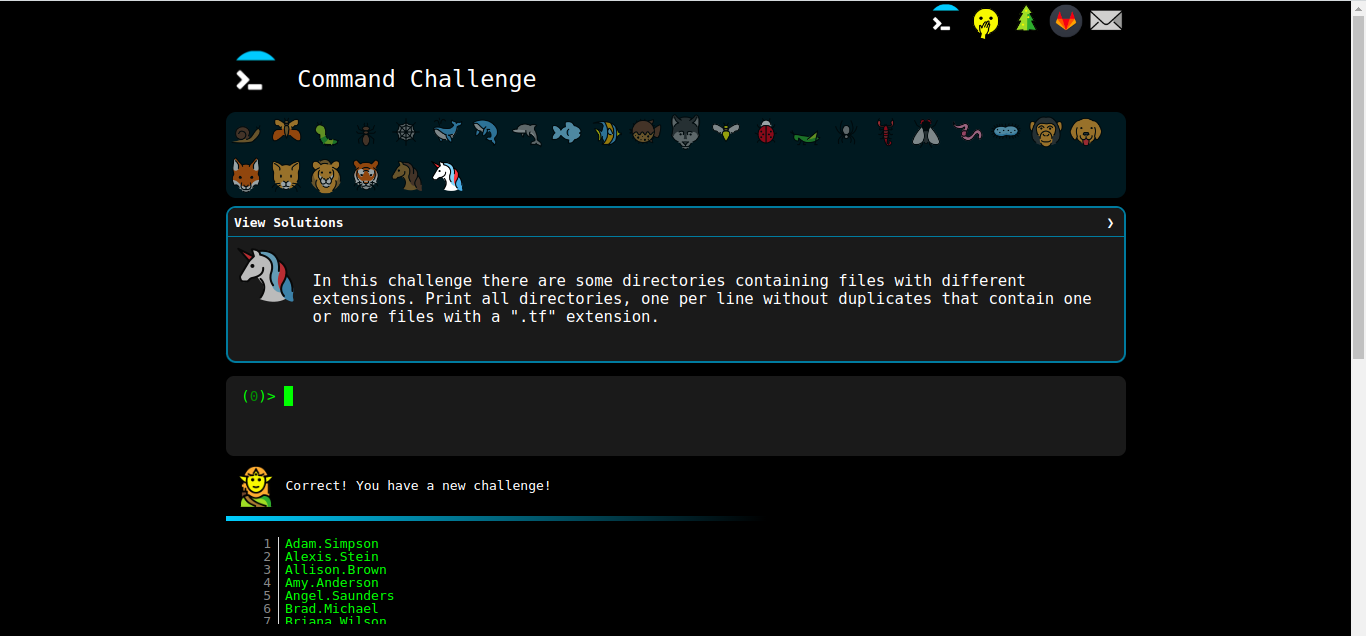 Command Challenge
View Solutions ❯
In this challenge there are some directories containing files with different
extensions. Print all directories, one per line without duplicates that contain one
or more files with a ".tf" extension.
(0)>
Correct! You have a new challenge!
1 Adam.Simpson
2 Alexis.Stein
3 Allison.Brown
4 Amy.Anderson
5 Angel.Saunders
6 Brad.Michael
7 Briana.Wilson